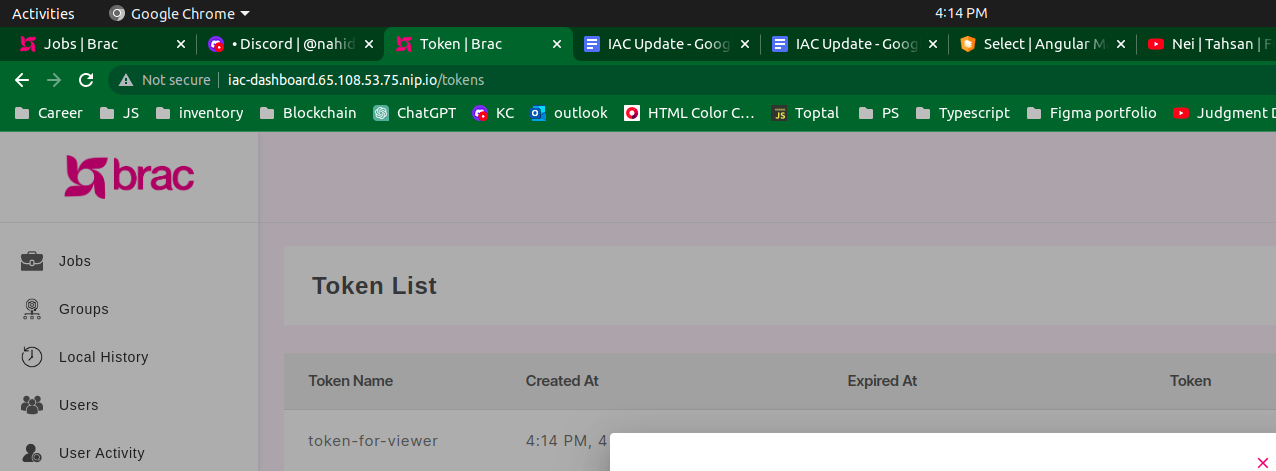 Activities Google Chrome 4:14 PM
Jobs | Brac • Discord | @nahid Token | Brac IAC Update - Goog IAC Update - Goog Select | Angular M Nei | Tahsan | F
Not secure iac-dashboard.65.108.53.75.nip.io/tokens
Career JS inventory Blockchain ChatGPT KC outlook HTML Color C... Toptal PS Typescript Figma portfolio Judgment D
brac
Jobs
Groups
Local History
Users
User Activity
Token List
Token Name Created At Expired At Token
token-for-viewer 4:14 PM, 4